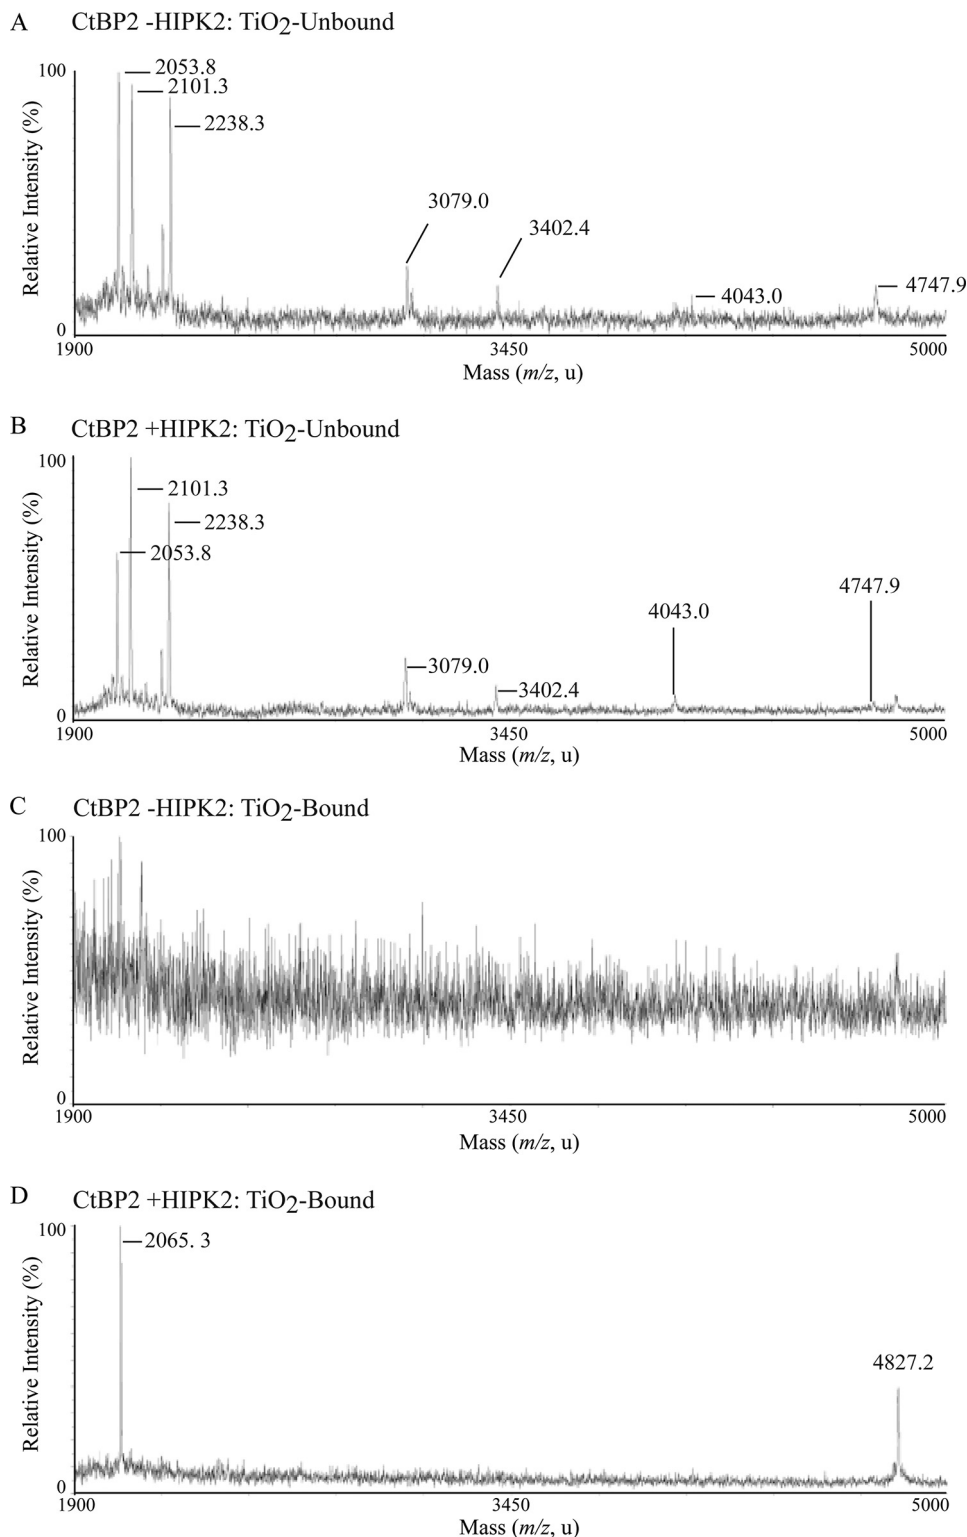 A CtBP2 -HIPK2: TiO2-Unbound
100
2053.8
2101.3
2238.3
3079.0
3402.4
4043.0
4747.9
Relative Intensity (%)
0
1900 3450 5000
Mass (m/z, u)
B CtBP2 +HIPK2: TiO2-Unbound
100
2101.3
2238.3
2053.8
4747.9
4043.0
3079.0
3402.4
Relative Intensity (%)
0
1900 3450 5000
Mass (m/z, u)
C CtBP2 -HIPK2: TiO2-Bound
100
Relative Intensity (%)
0
1900 3450 5000
Mass (m/z, u)
D CtBP2 +HIPK2: TiO2-Bound
100
2065. 3
4827.2
Relative Intensity (%)
0
1900 3450 5000
Mass (m/z, u)